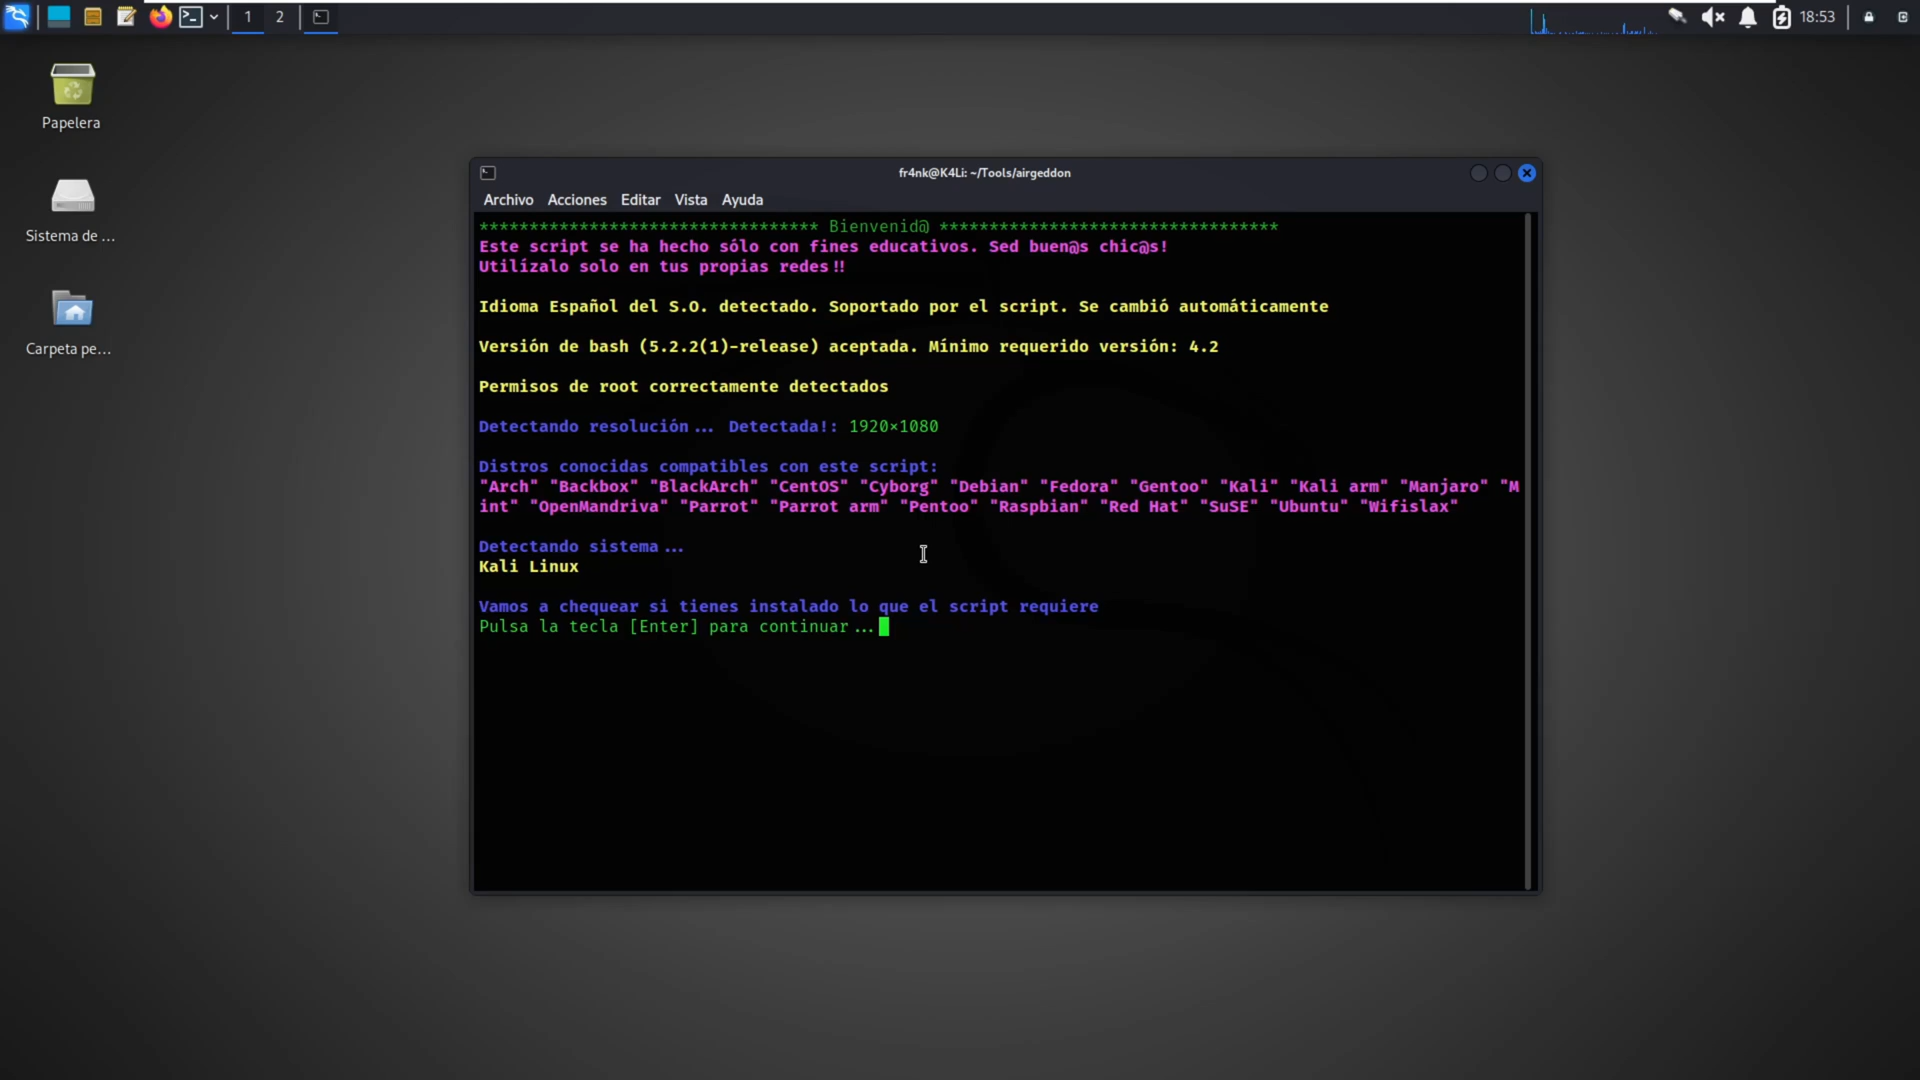 1 2
18:53
Papelera
Sistema de ...
Carpeta pe...
fr4nk@K4Li: ~/Tools/airgeddon
Archivo Acciones Editar Vista Ayuda
********************************** Bienvenid@ **********************************
Este script se ha hecho sólo con fines educativos. Sed buen@s chic@s!
Utilízalo solo en tus propias redes!!
Idioma Español del S.O. detectado. Soportado por el script. Se cambió automáticamente
Versión de bash (5.2.2(1)-release) aceptada. Mínimo requerido versión: 4.2
Permisos de root correctamente detectados
Detectando resolución... Detectada!: 1920×1080
Distros conocidas compatibles con este script:
"Arch" "Backbox" "BlackArch" "CentOS" "Cyborg" "Debian" "Fedora" "Gentoo" "Kali" "Kali arm" "Manjaro" "M
int" "OpenMandriva" "Parrot" "Parrot arm" "Pentoo" "Raspbian" "Red Hat" "SuSE" "Ubuntu" "Wifislax"
Detectando sistema...
Kali Linux
Vamos a chequear si tienes instalado lo que el script requiere
Pulsa la tecla [Enter] para continuar...